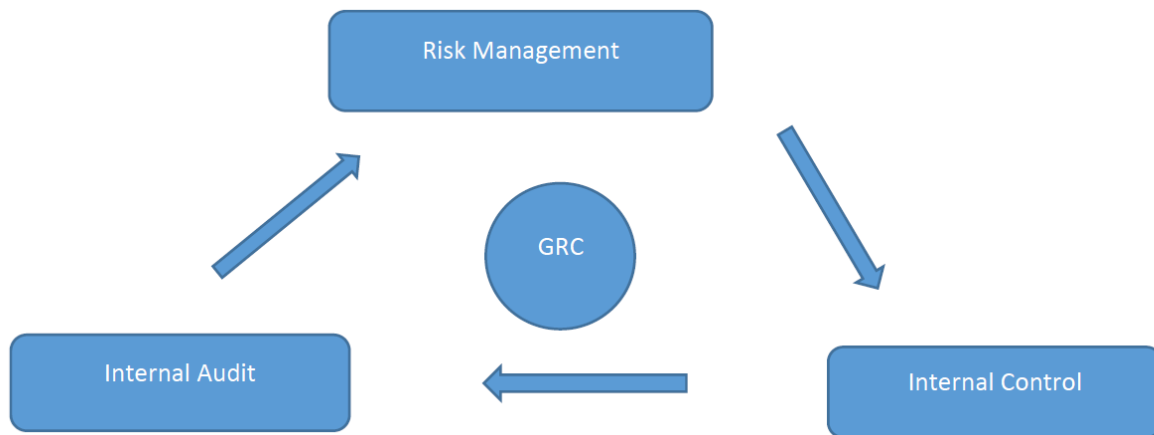 Risk Management
GRC
Internal Audit
Internal Control